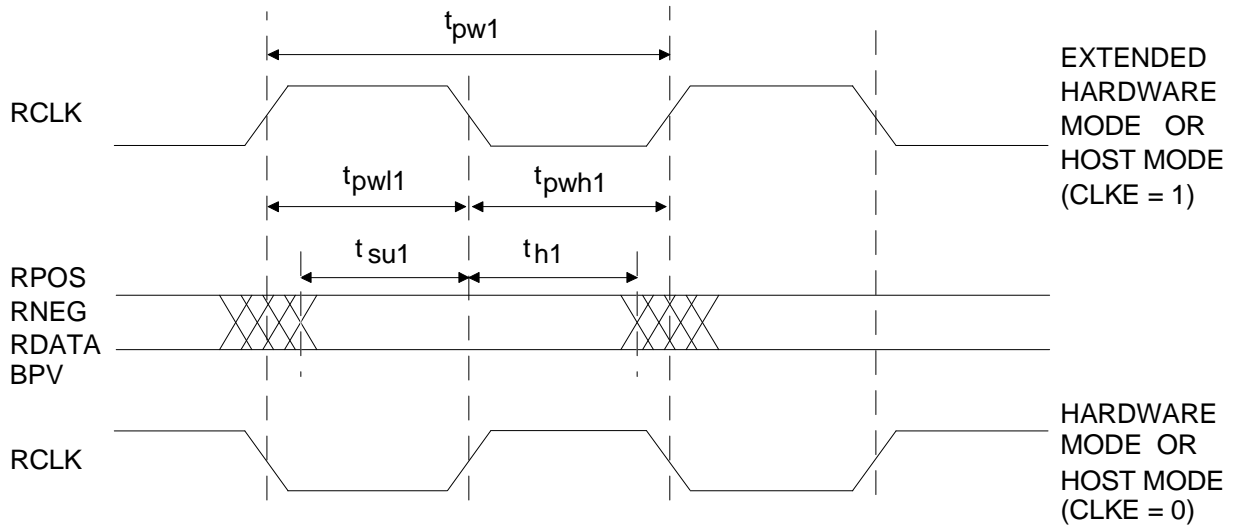 tpw1
RCLK
EXTENDED
HARDWARE
MODE OR
HOST MODE
(CLKE = 1)
tpwl1
tpwh1
tsu1
th1
RPOS
RNEG
RDATA
BPV
RCLK
HARDWARE
MODE OR
HOST MODE
(CLKE = 0)